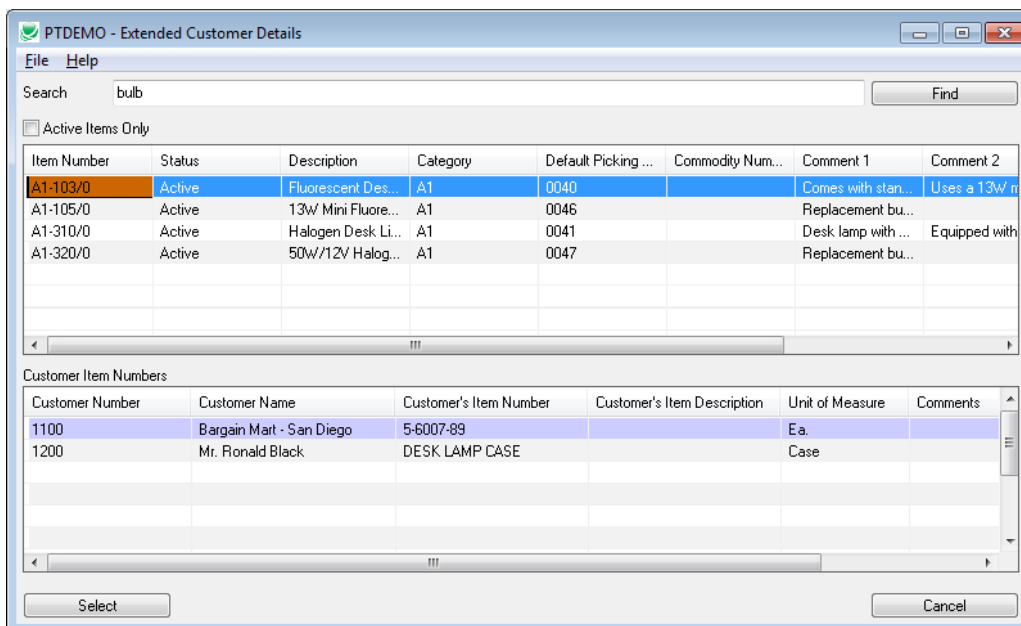 PTDEMO - Extended Customer Details
File Help
Search bulb Find
Active Items Only
Item Number Status Description Category Default Picking ... Commodity Num... Comment 1 Comment 2
A1-103/0 Active Fluorescent Des... A1 0040 Comes with stan... Uses a 13W m
A1-105/0 Active 13W Mini Fluore... A1 0046 Replacement bu...
A1-310/0 Active Halogen Desk Li... A1 0041 Desk lamp with ... Equipped with
A1-320/0 Active 50W/12V Halog... A1 0047 Replacement bu...
Customer Item Numbers
Customer Number Customer Name Customer's Item Number Customer's Item Description Unit of Measure Comments
1100 Bargain Mart - San Diego 5-6007-89 Ea.
1200 Mr. Ronald Black DESK LAMP CASE Case
Select Cancel